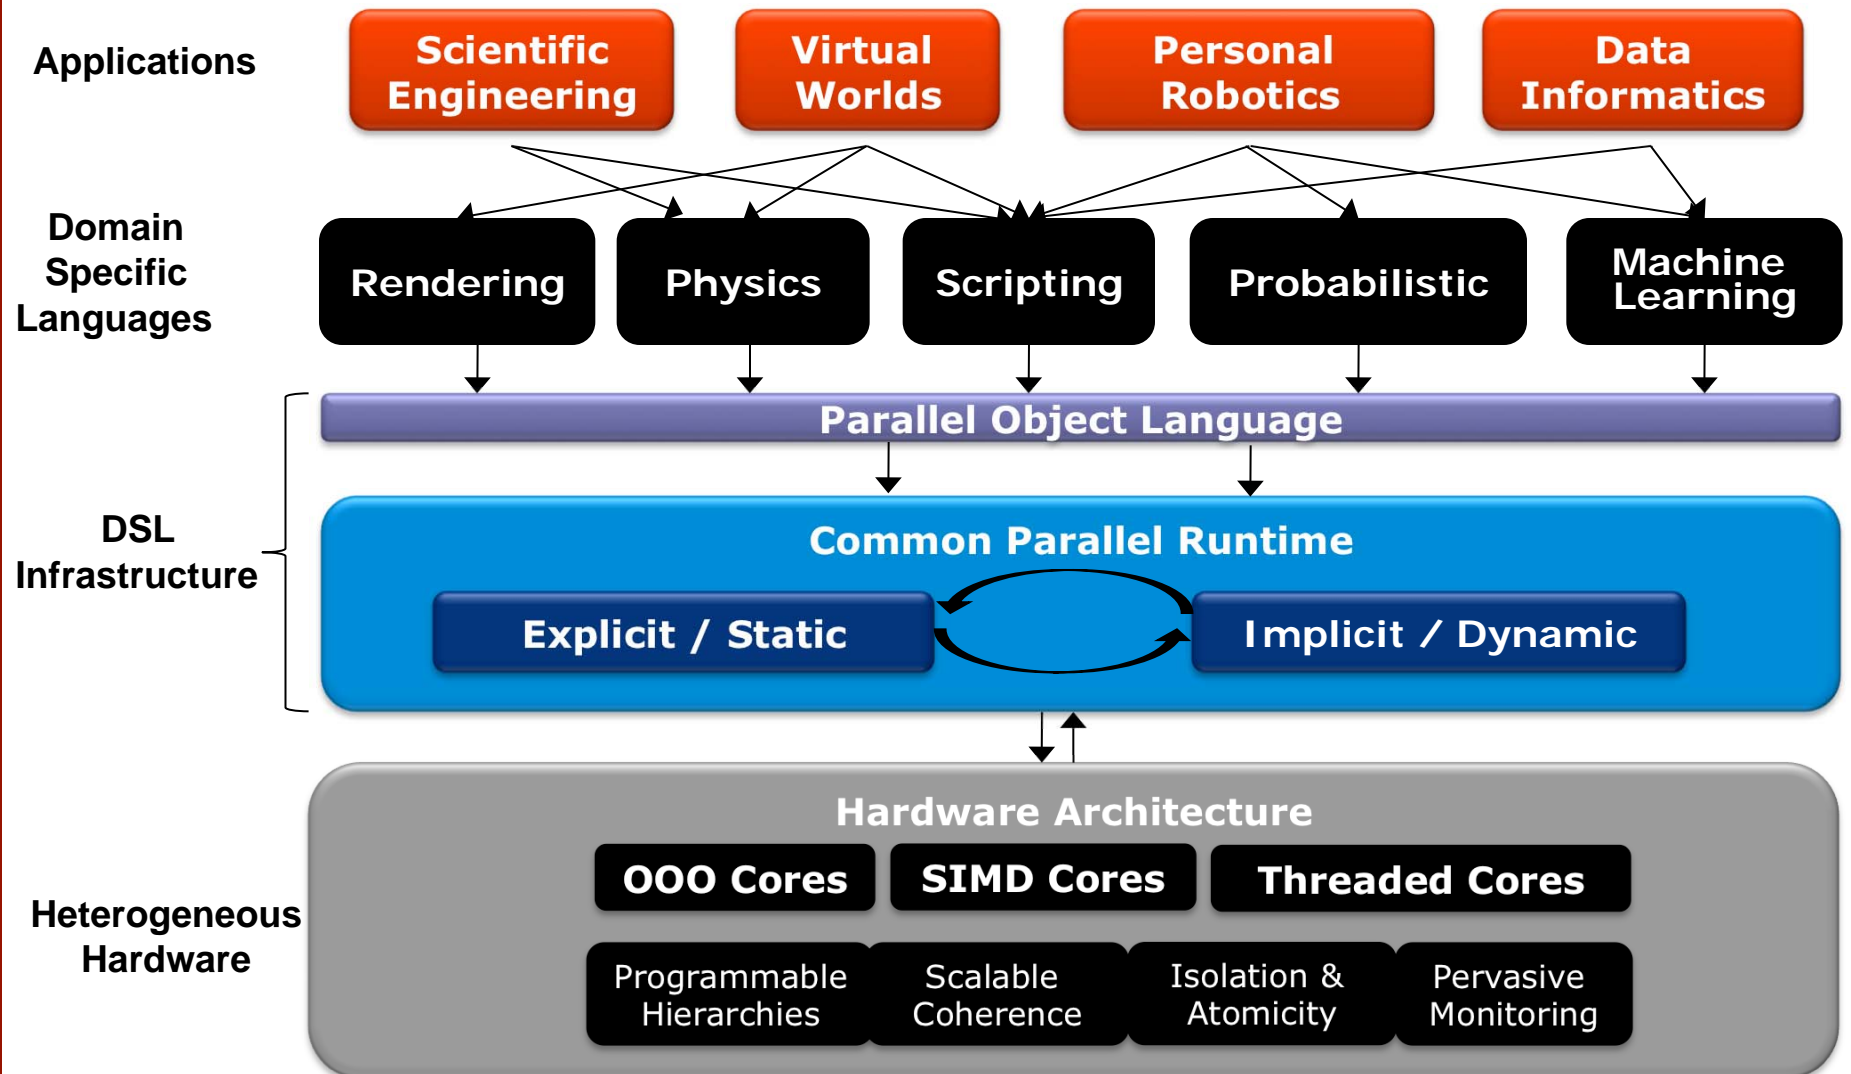 Applications
Scientific
Engineering
Virtual
Worlds
Personal
Robotics
Data
Informatics
Domain
Specific
Languages
Rendering
Physics
Scripting
Probabilistic
Machine
Learning
Parallel Object Language
DSL
Infrastructure
Common Parallel Runtime
Explicit / Static
Implicit / Dynamic
Heterogeneous
Hardware
Hardware Architecture
OOO Cores
SIMD Cores
Threaded Cores
Programmable
Hierarchies
Scalable
Coherence
Isolation &
Atomicity
Pervasive
Monitoring